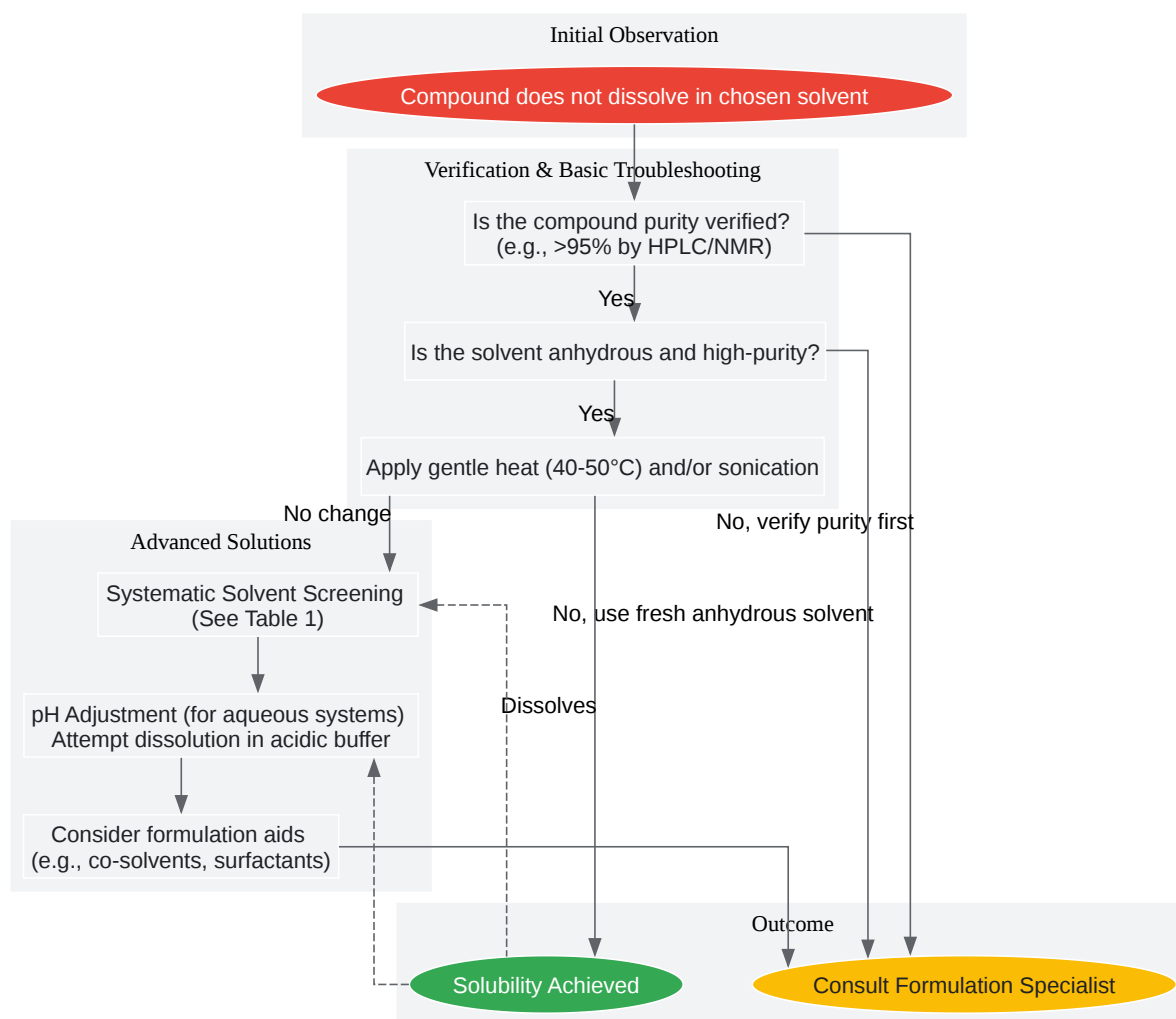 Initial Observation
Compound does not dissolve in chosen solvent
Verification & Basic Troubleshooting
Is the compound purity verified?
(e.g., >95% by HPLC/NMR)
Yes
Is the solvent anhydrous and high-purity?
Yes
Apply gentle heat (40-50°C) and/or sonication
No change
No, verify purity first
Advanced Solutions
Systematic Solvent Screening
(See Table 1)
No, use fresh anhydrous solvent
Dissolves
pH Adjustment (for aqueous systems)
Attempt dissolution in acidic buffer
Consider formulation aids
(e.g., co-solvents, surfactants)
Outcome
Solubility Achieved
Consult Formulation Specialist